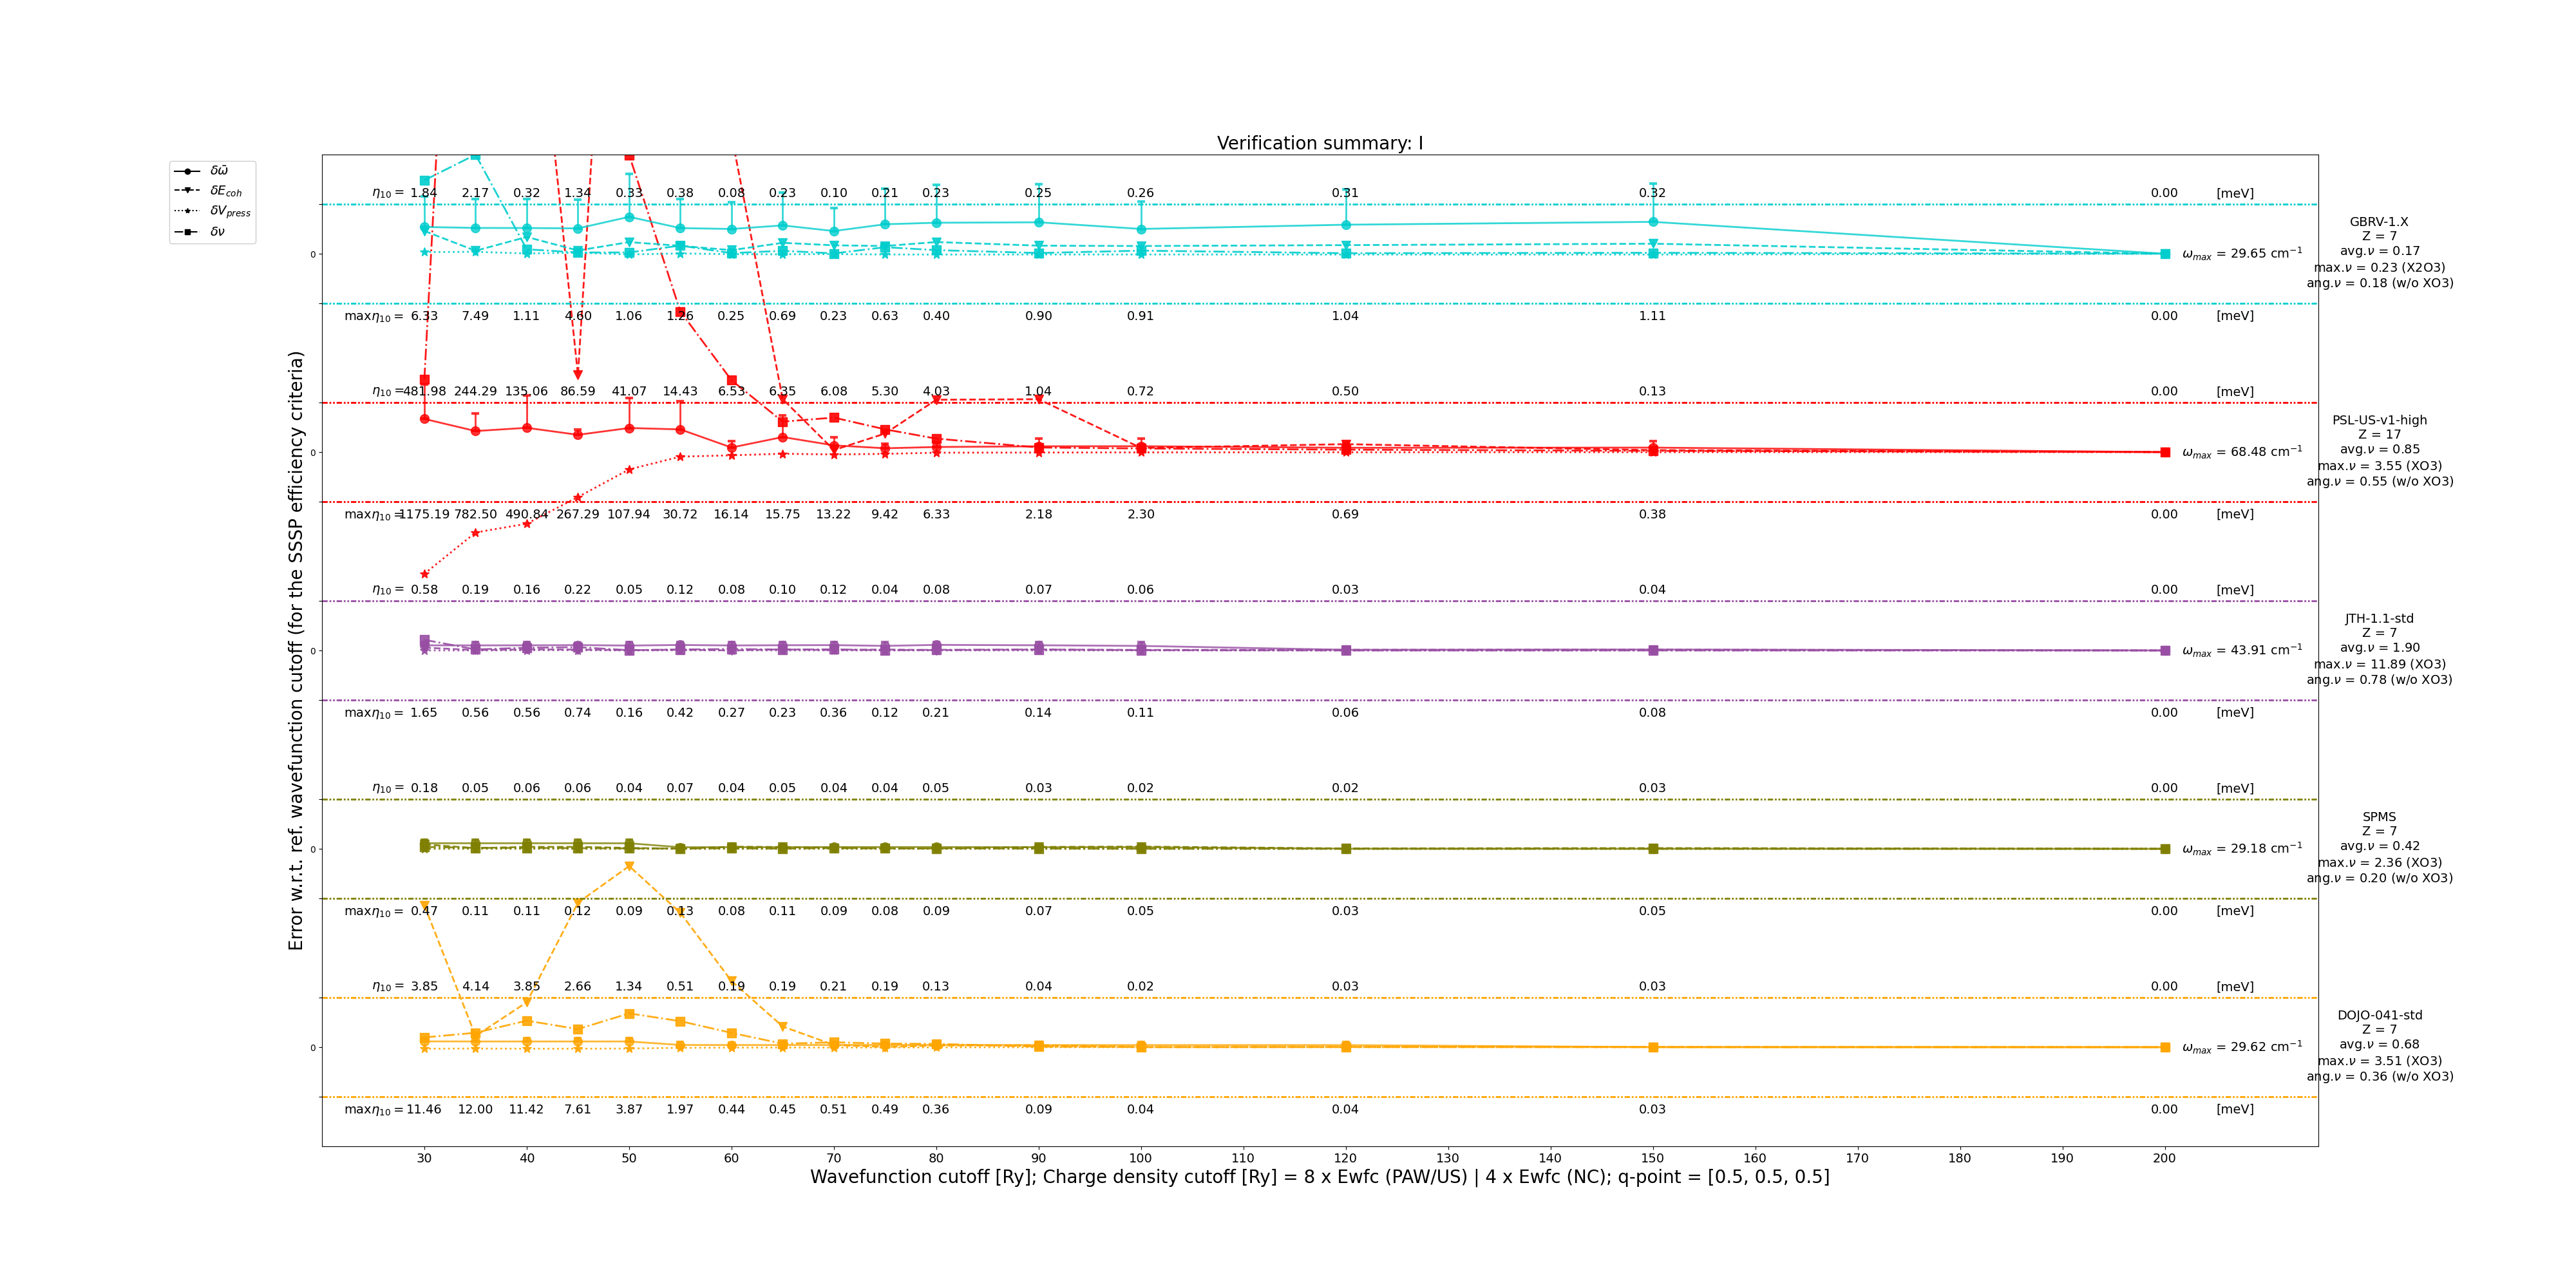 Verification summary: I
δω̄
δE_coh
δV_press
δν
Error w.r.t. ref. wavefunction cutoff (for the SSSP efficiency criteria)
η₁₀ = 1.84 2.17 0.32 1.34 0.33 0.38 0.08 0.23 0.10 0.21 0.23 0.25 0.26 0.31 0.32 0.00 [meV]
0
ω_max = 29.65 cm⁻¹
maxη₁₀ = 6.33 7.49 1.11 4.60 1.06 1.26 0.25 0.69 0.23 0.63 0.40 0.90 0.91 1.04 1.11 0.00 [meV]
GBRV-1.X
Z = 7
avg.ν = 0.17
max.ν = 0.23 (X2O3)
ang.ν = 0.18 (w/o XO3)
η₁₀ = 481.98 244.29 135.06 86.59 41.07 14.43 6.53 6.35 6.08 5.30 4.03 1.04 0.72 0.50 0.13 0.00 [meV]
0
ω_max = 68.48 cm⁻¹
maxη₁₀ = 1175.19 782.50 490.84 267.29 107.94 30.72 16.14 15.75 13.22 9.42 6.33 2.18 2.30 0.69 0.38 0.00 [meV]
PSL-US-v1-high
Z = 17
avg.ν = 0.85
max.ν = 3.55 (XO3)
ang.ν = 0.55 (w/o XO3)
η₁₀ = 0.58 0.19 0.16 0.22 0.05 0.12 0.08 0.10 0.12 0.04 0.08 0.07 0.06 0.03 0.04 0.00 [meV]
0
ω_max = 43.91 cm⁻¹
maxη₁₀ = 1.65 0.56 0.56 0.74 0.16 0.42 0.27 0.23 0.36 0.12 0.21 0.14 0.11 0.06 0.08 0.00 [meV]
JTH-1.1-std
Z = 7
avg.ν = 1.90
max.ν = 11.89 (XO3)
ang.ν = 0.78 (w/o XO3)
η₁₀ = 0.18 0.05 0.06 0.06 0.04 0.07 0.04 0.05 0.04 0.04 0.05 0.03 0.02 0.02 0.03 0.00 [meV]
0
ω_max = 29.18 cm⁻¹
maxη₁₀ = 0.47 0.11 0.11 0.12 0.09 0.13 0.08 0.11 0.09 0.08 0.09 0.07 0.05 0.03 0.05 0.00 [meV]
SPMS
Z = 7
avg.ν = 0.42
max.ν = 2.36 (XO3)
ang.ν = 0.20 (w/o XO3)
η₁₀ = 3.85 4.14 3.85 2.66 1.34 0.51 0.19 0.19 0.21 0.19 0.13 0.04 0.02 0.03 0.03 0.00 [meV]
0
ω_max = 29.62 cm⁻¹
maxη₁₀ = 11.46 12.00 11.42 7.61 3.87 1.97 0.44 0.45 0.51 0.49 0.36 0.09 0.04 0.04 0.03 0.00 [meV]
DOJO-041-std
Z = 7
avg.ν = 0.68
max.ν = 3.51 (XO3)
ang.ν = 0.36 (w/o XO3)
30 40 50 60 70 80 90 100 110 120 130 140 150 160 170 180 190 200
Wavefunction cutoff [Ry]; Charge density cutoff [Ry] = 8 x Ewfc (PAW/US) | 4 x Ewfc (NC); q-point = [0.5, 0.5, 0.5]